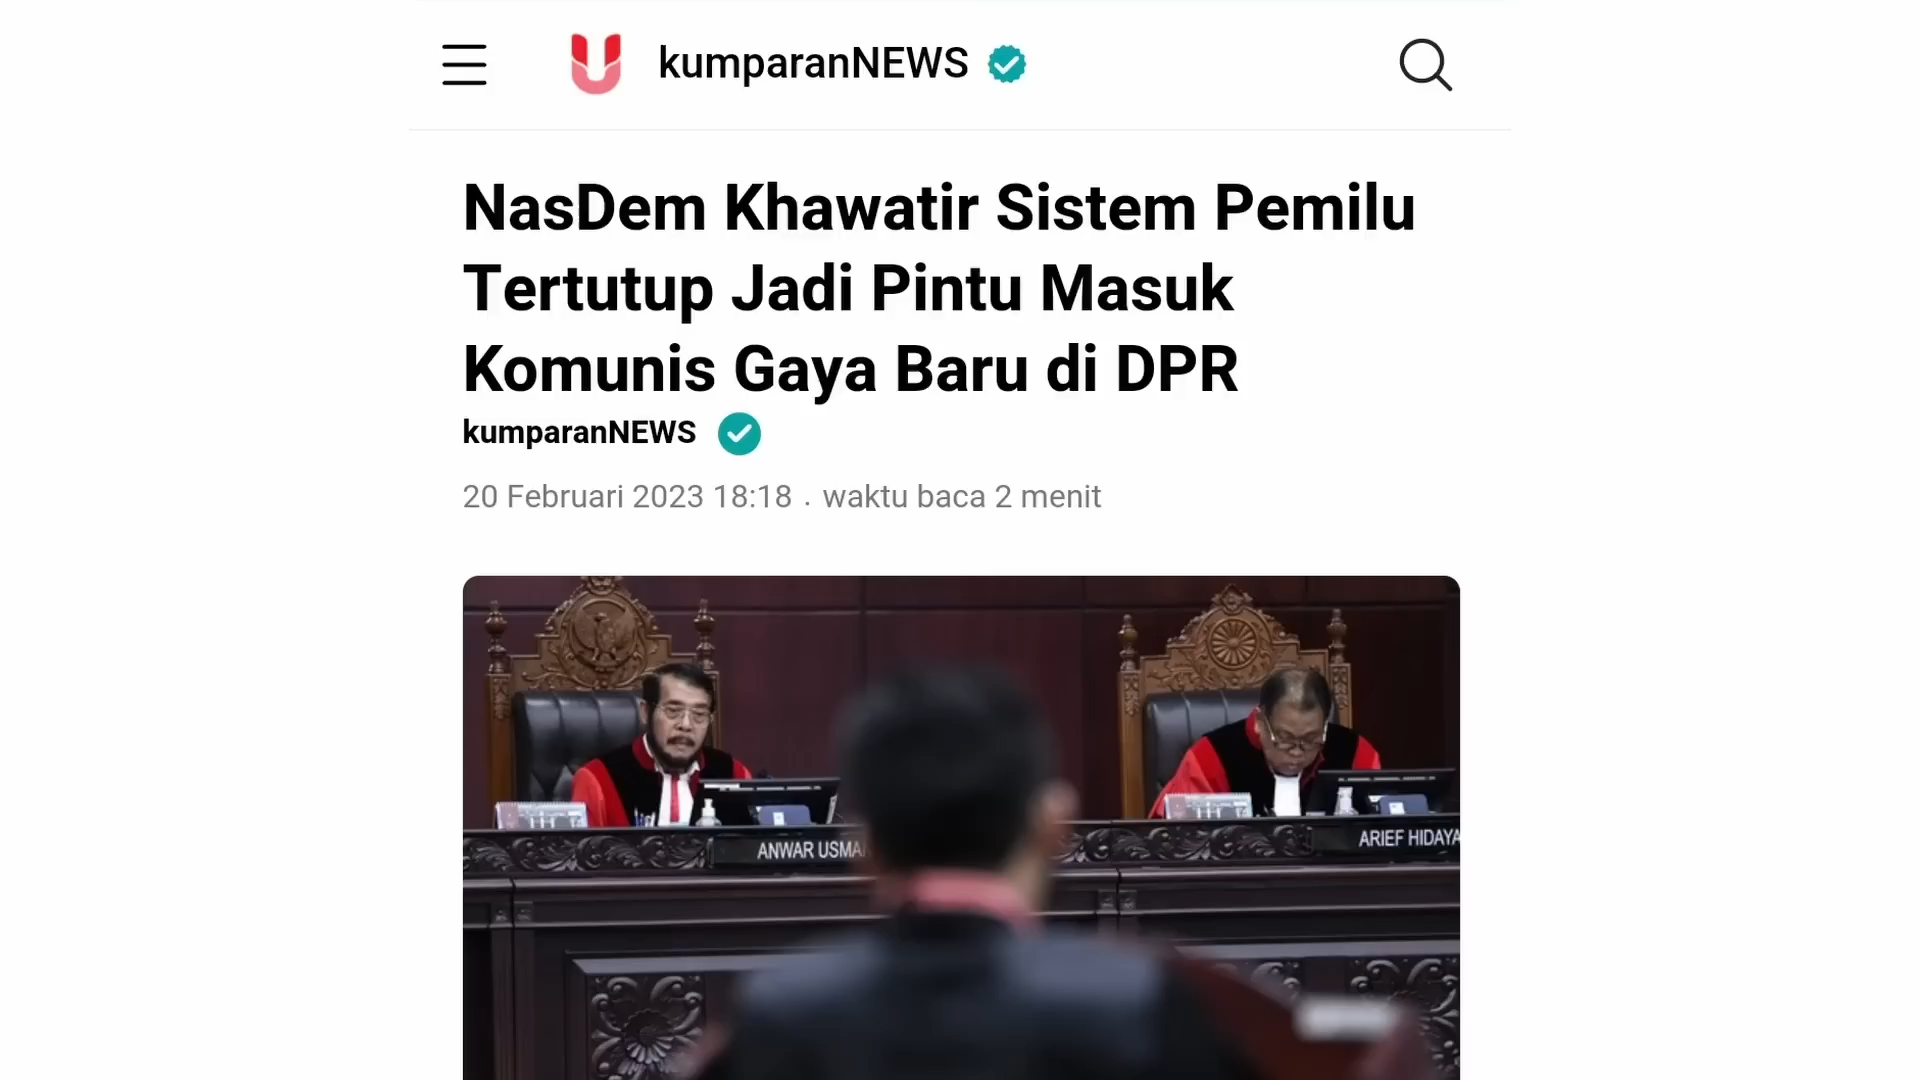 kumparanNEWS
NasDem Khawatir Sistem Pemilu
Tertutup Jadi Pintu Masuk
Komunis Gaya Baru di DPR
kumparanNEWS
20 Februari 2023 18:18 . waktu baca 2 menit
ANWAR USMA
ARIEF HIDAYA